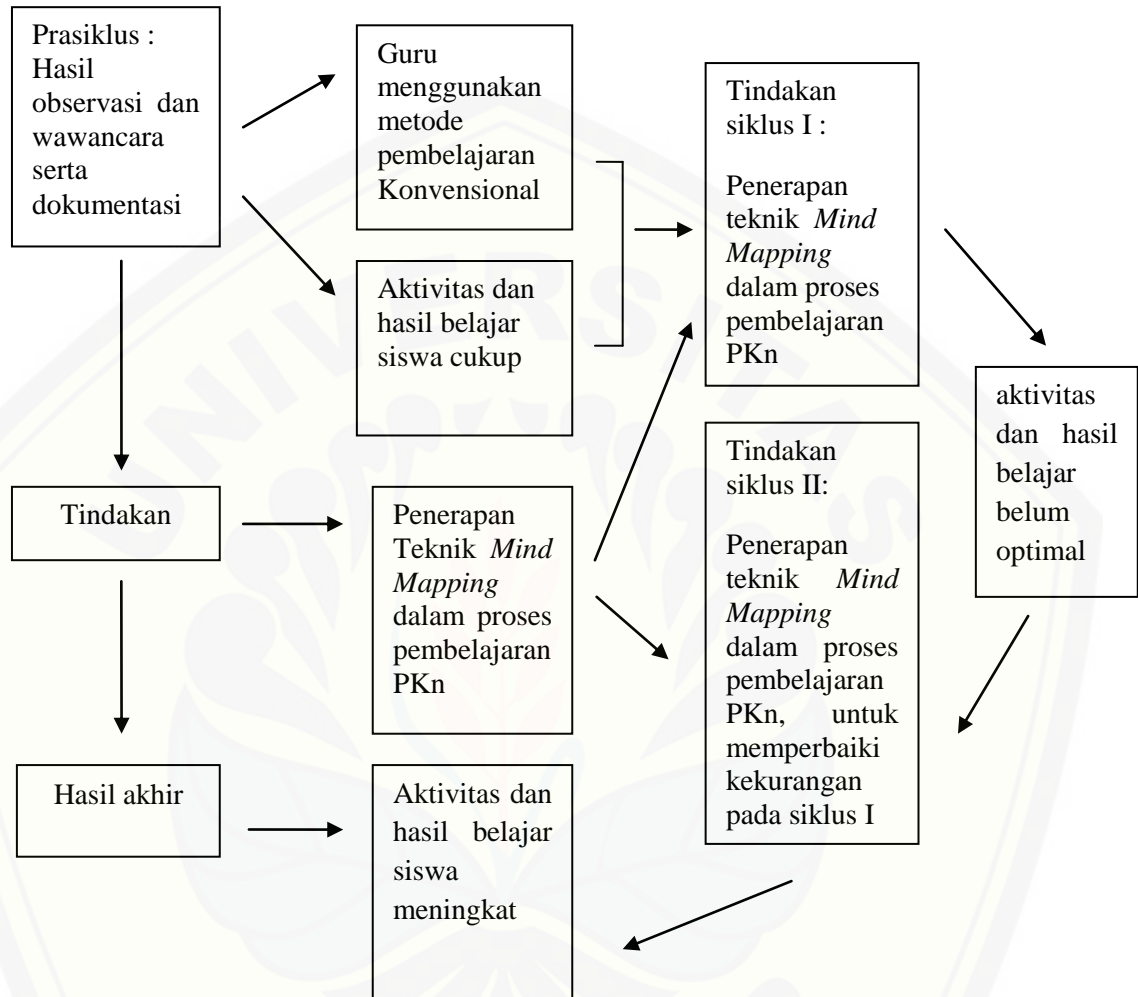 Prasiklus :
Hasil
observasi dan
wawancara
serta
dokumentasi
Guru
menggunakan
metode
pembelajaran
Konvensional
Aktivitas dan
hasil belajar
siswa cukup
Tindakan
siklus I :
Penerapan
teknik Mind
Mapping
dalam proses
pembelajaran
PKn
aktivitas
dan hasil
belajar
belum
optimal
Tindakan
Penerapan
Teknik Mind
Mapping
dalam proses
pembelajaran
PKn
Tindakan
siklus II:
Penerapan
teknik Mind
Mapping
dalam proses
pembelajaran
PKn, untuk
memperbaiki
kekurangan
pada siklus I
Hasil akhir
Aktivitas dan
hasil belajar
siswa
meningkat
UNIVERSITAS